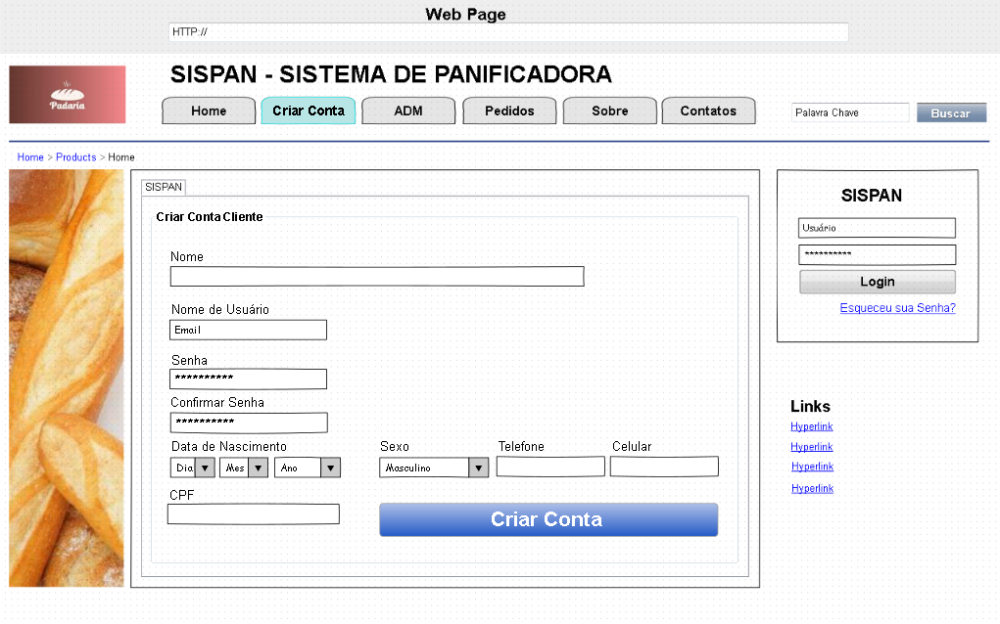 Web Page
HTTP://
Padaria
SISPAN - SISTEMA DE PANIFICADORA
Home Criar Conta ADM Pedidos Sobre Contatos
Palavra Chave Buscar
Home > Products > Home
SISPAN
Criar Conta Cliente
Nome
Nome de Usuário
Email
Senha
**********
Confirmar Senha
**********
Data de Nascimento Sexo Telefone Celular
Dia Mes Ano Masculino
CPF
Criar Conta
SISPAN
Usuário
**********
Login
Esqueceu sua Senha?
Links
Hyperlink
Hyperlink
Hyperlink
Hyperlink